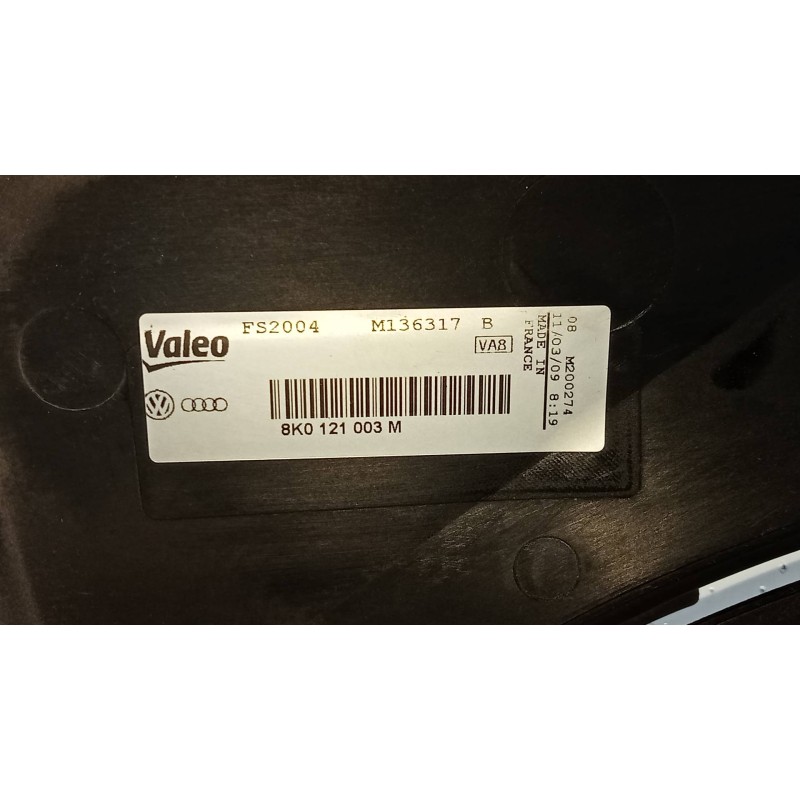 Valeo
FS2004 M136317 B
VA8
8K0 121 003 M
08 M200274
11/03/09 8:19
MADE IN
FRANCE